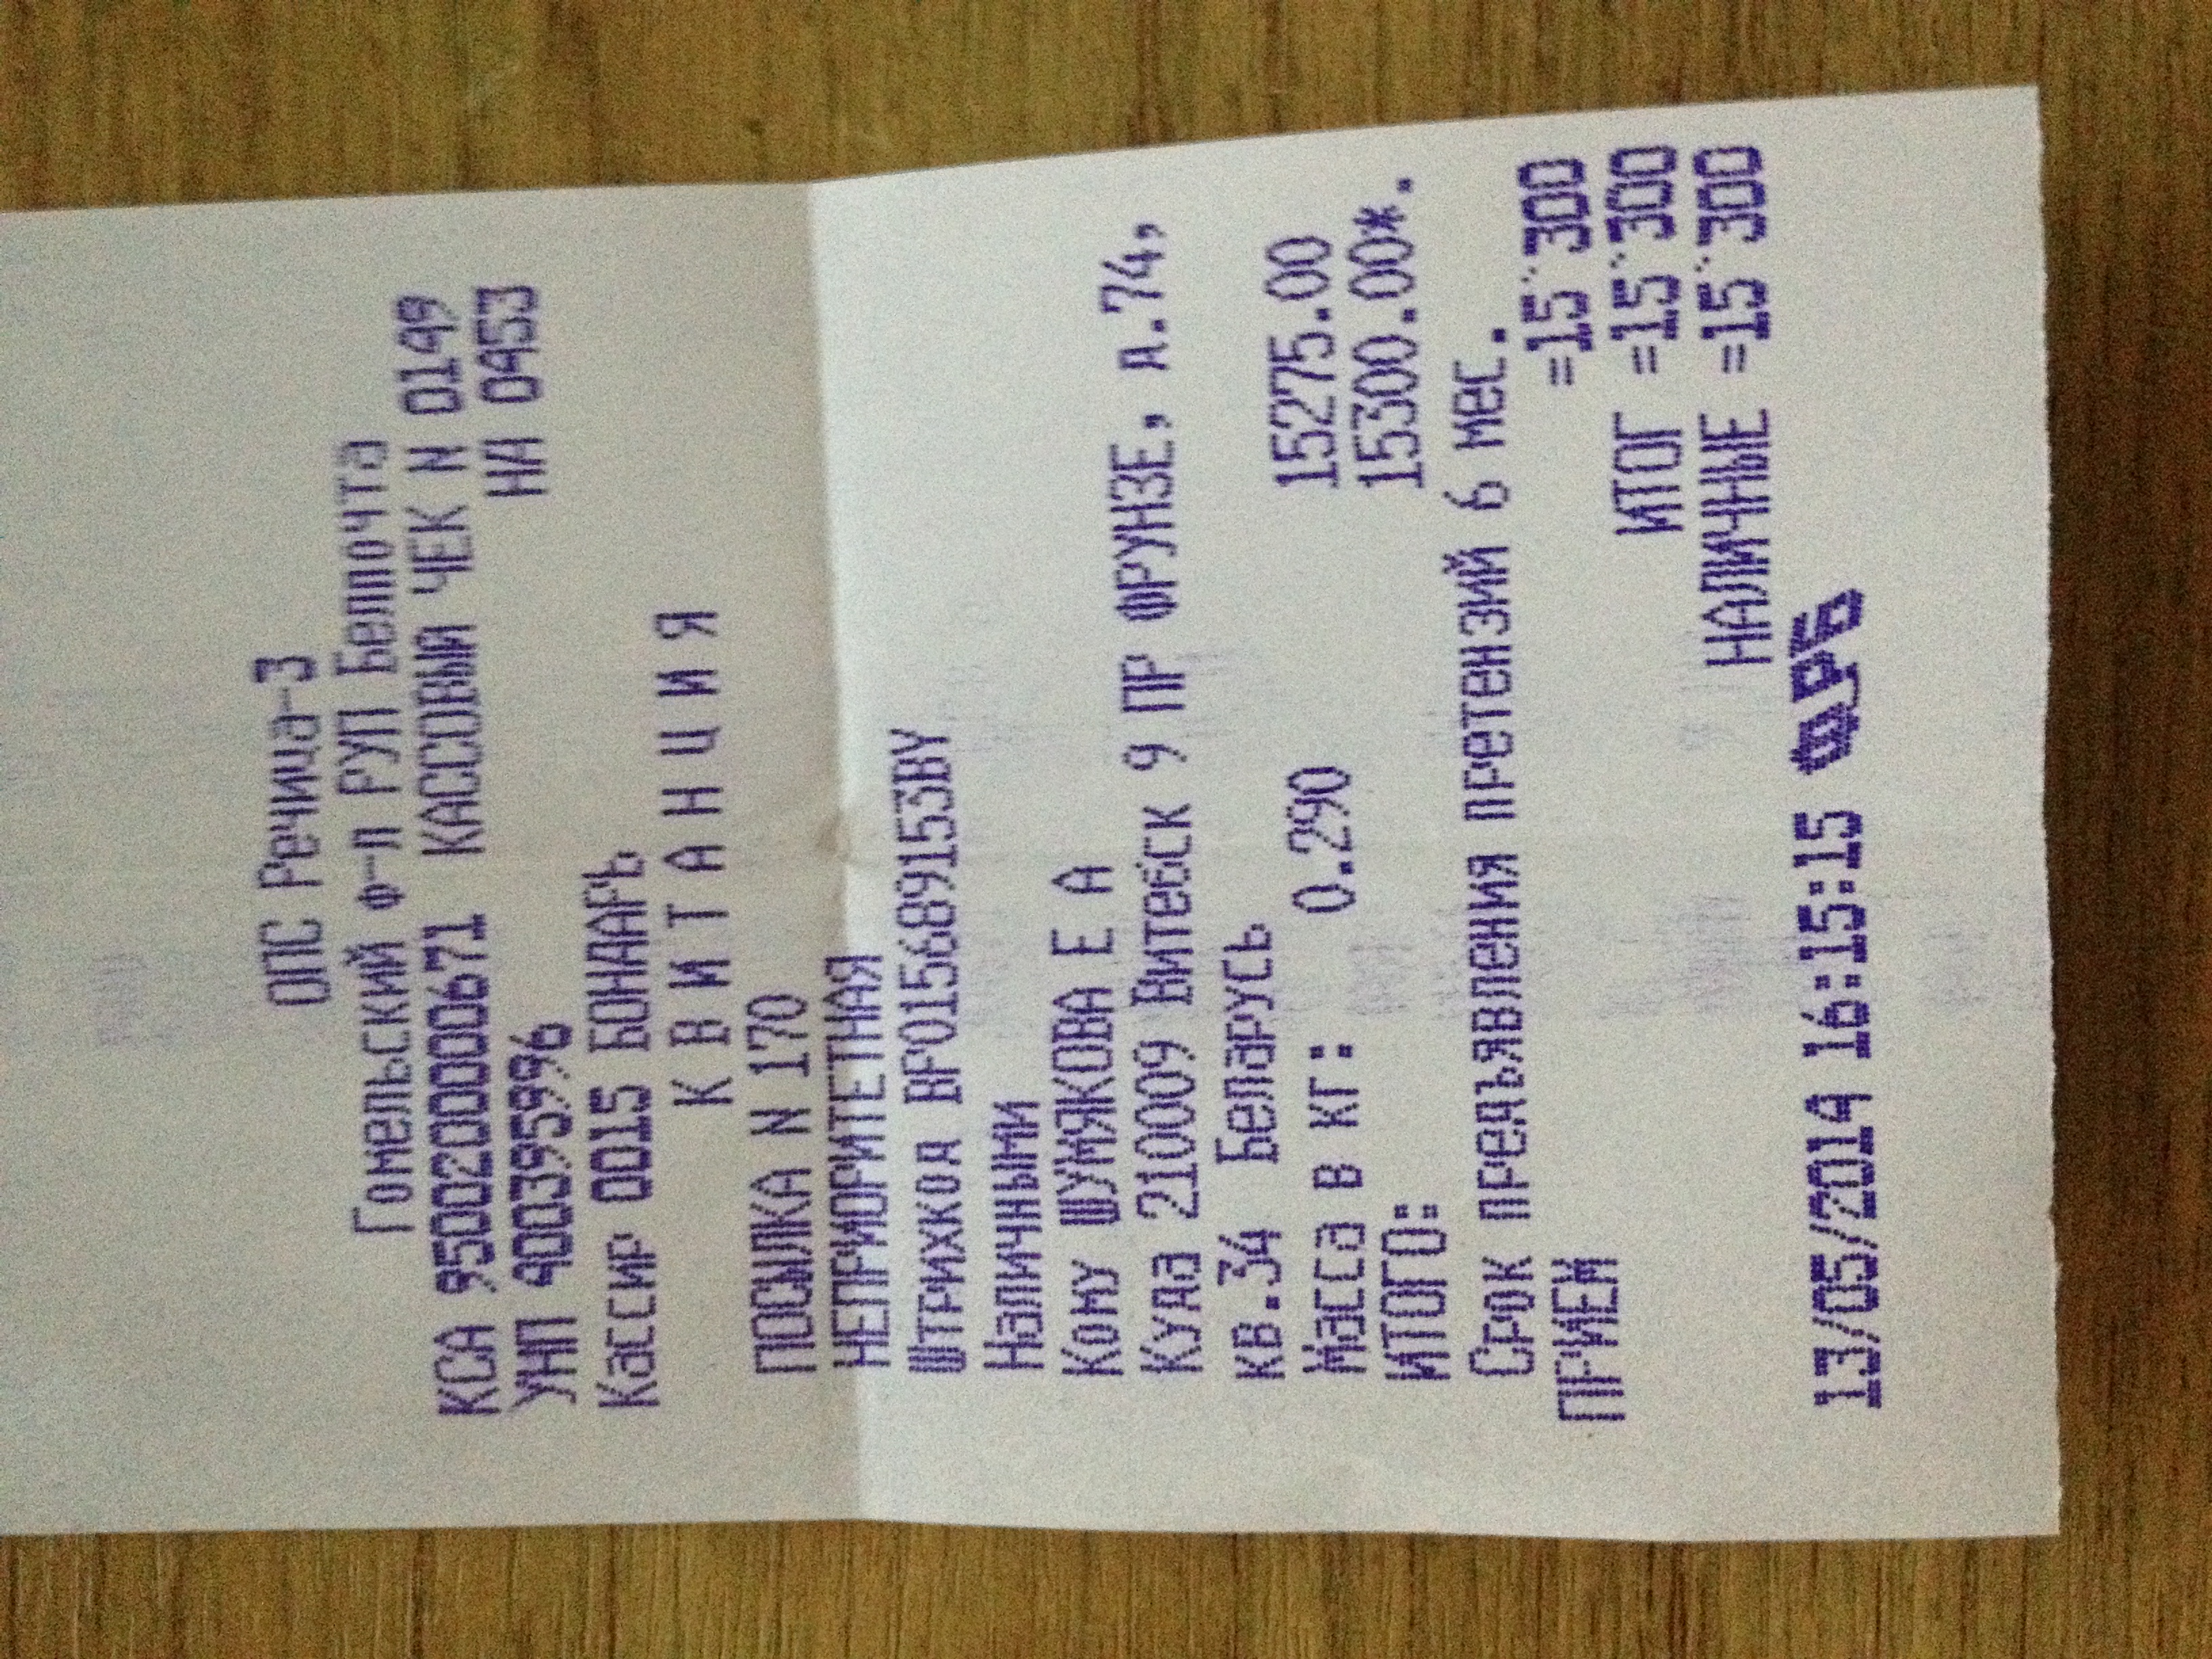 ОПС Речица-3
Гомельский ф-л РУП Белпочта
КСА 950020000671 КАССОВЫЙ ЧЕК N 0149
УНП 400395996 НА 0453
Кассир 0015 БОНДАРЬ
К В И Т А Н Ц И Я
ПОСЫЛКА N 170
НЕПРИОРИТЕТНАЯ
ШТРИХКОД ВР015689153BY
Наличными
Кому ШУМЯКОВА Е А
Куда 210009 Витебск 9 ПР ФРУНЗЕ, д.74,
кв.34 Беларусь
Масса в кг: 0.290 15275.00
ИТОГО: 15300.00*.
Срок предъявления претензий 6 мес.
ПРИЕМ =15˙300
ИТОГ =15˙300
НАЛИЧНЫЕ =15˙300
13/05/2014 16:15:15